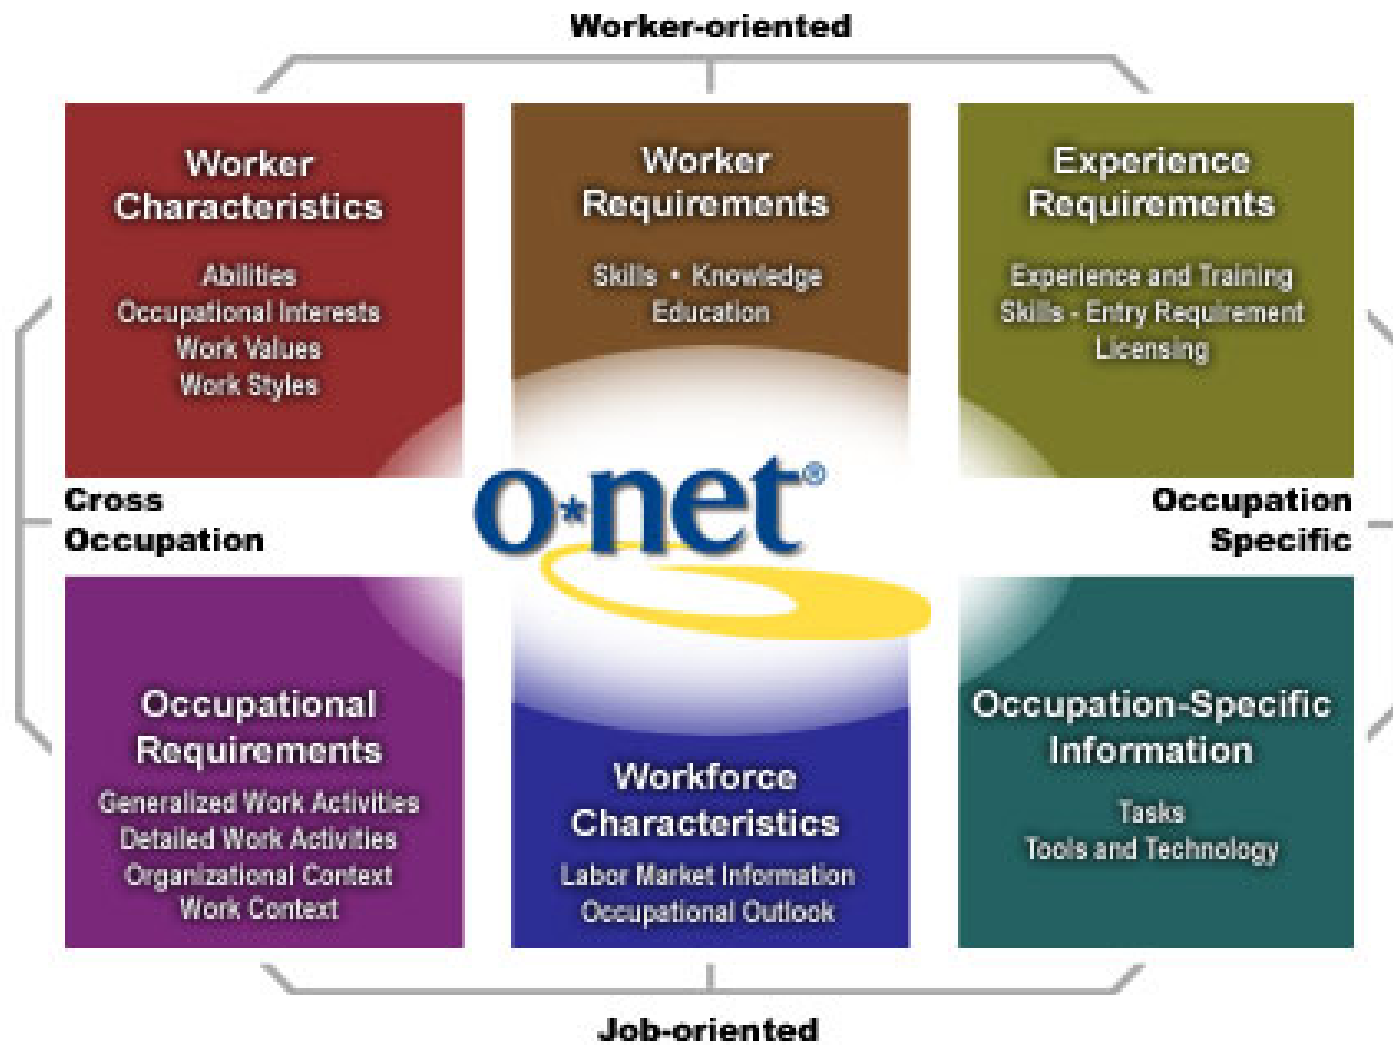 Worker-oriented
Worker
Characteristics
Abilities
Occupational Interests
Work Values
Work Styles
Worker
Requirements
Skills • Knowledge
Education
Experience
Requirements
Experience and Training
Skills - Entry Requirement
Licensing
Cross
Occupation
o*net®
Occupation
Specific
Occupational
Requirements
Generalized Work Activities
Detailed Work Activities
Organizational Context
Work Context
Workforce
Characteristics
Labor Market Information
Occupational Outlook
Occupation-Specific
Information
Tasks
Tools and Technology
Job-oriented